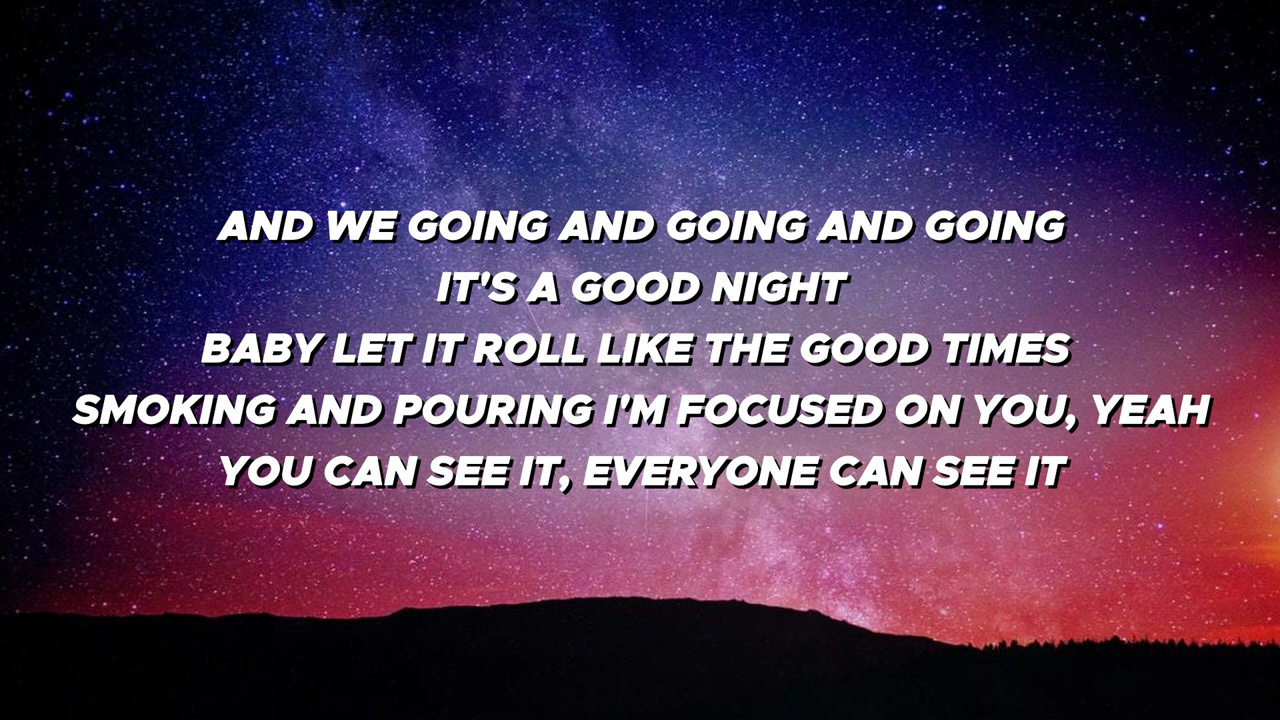 AND WE GOING AND GOING AND GOING
IT'S A GOOD NIGHT
BABY LET IT ROLL LIKE THE GOOD TIMES
SMOKING AND POURING I'M FOCUSED ON YOU, YEAH
YOU CAN SEE IT, EVERYONE CAN SEE IT